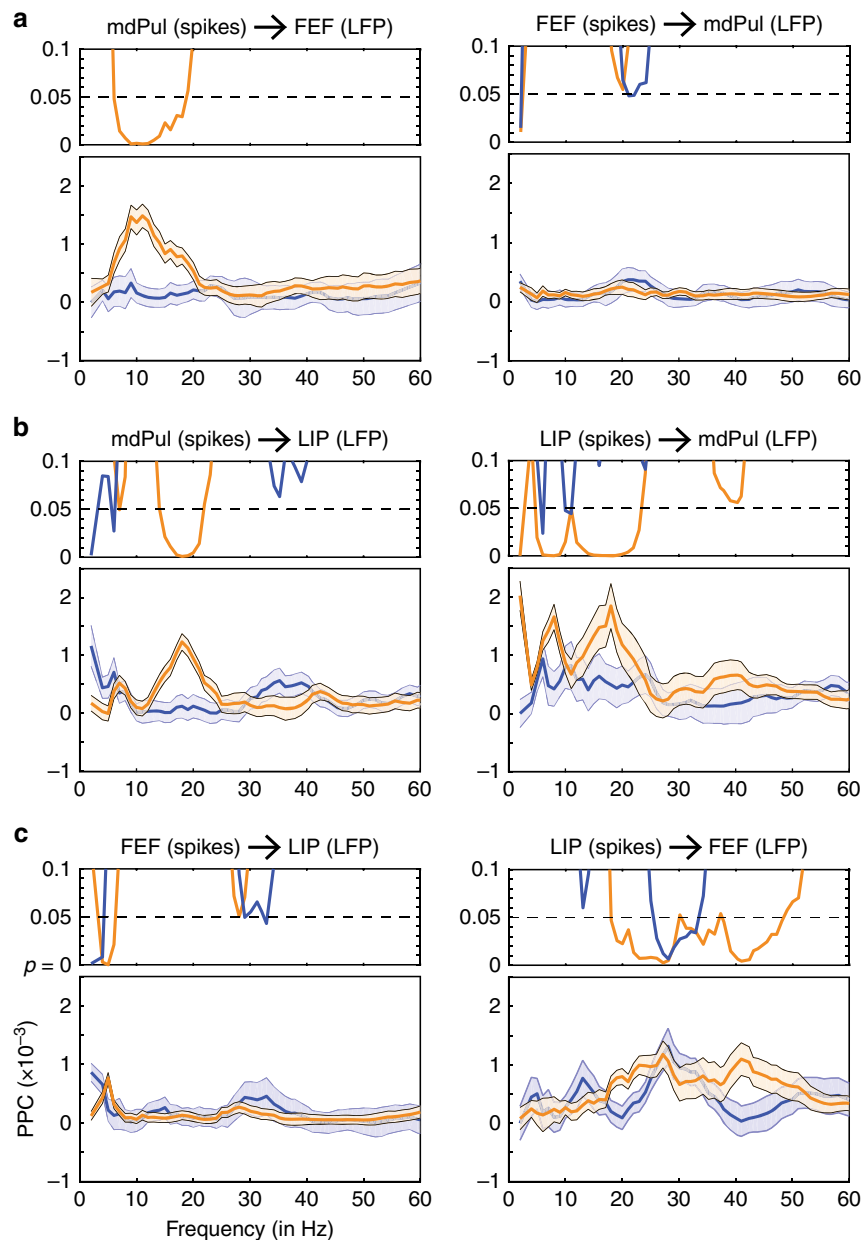 a
mdPul (spikes) → FEF (LFP)
FEF (spikes) → mdPul (LFP)
0.1
0.05
0
0.1
0.05
0
2
1
0
−1
2
1
0
−1
0 10 20 30 40 50 60
0 10 20 30 40 50 60
b
mdPul (spikes) → LIP (LFP)
LIP (spikes) → mdPul (LFP)
0.1
0.05
0
0.1
0.05
0
2
1
0
−1
2
1
0
−1
0 10 20 30 40 50 60
0 10 20 30 40 50 60
c
FEF (spikes) → LIP (LFP)
LIP (spikes) → FEF (LFP)
0.1
0.05
p = 0
0.1
0.05
0
PPC (×10⁻³)
2
1
0
−1
2
1
0
−1
0 10 20 30 40 50 60
0 10 20 30 40 50 60
Frequency (in Hz)